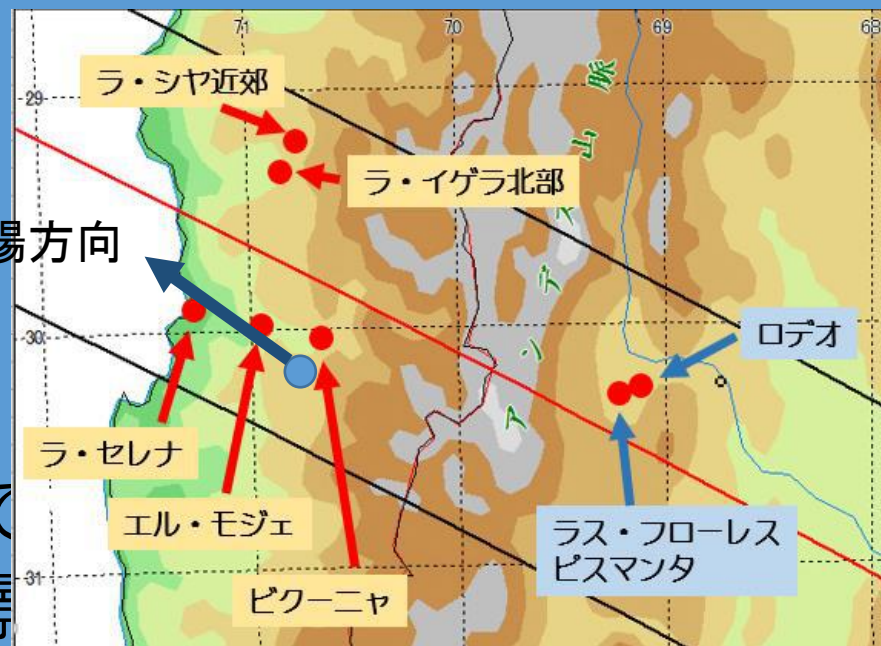 71
70
69
68
29
ラ・シヤ近郊
ラ・イゲラ北部
アンデス山脈
陽方向
30
ロデオ
ラ・セレナ
エル・モジェ
ビクーニャ
ラス・フローレス
ピスマンタ
31